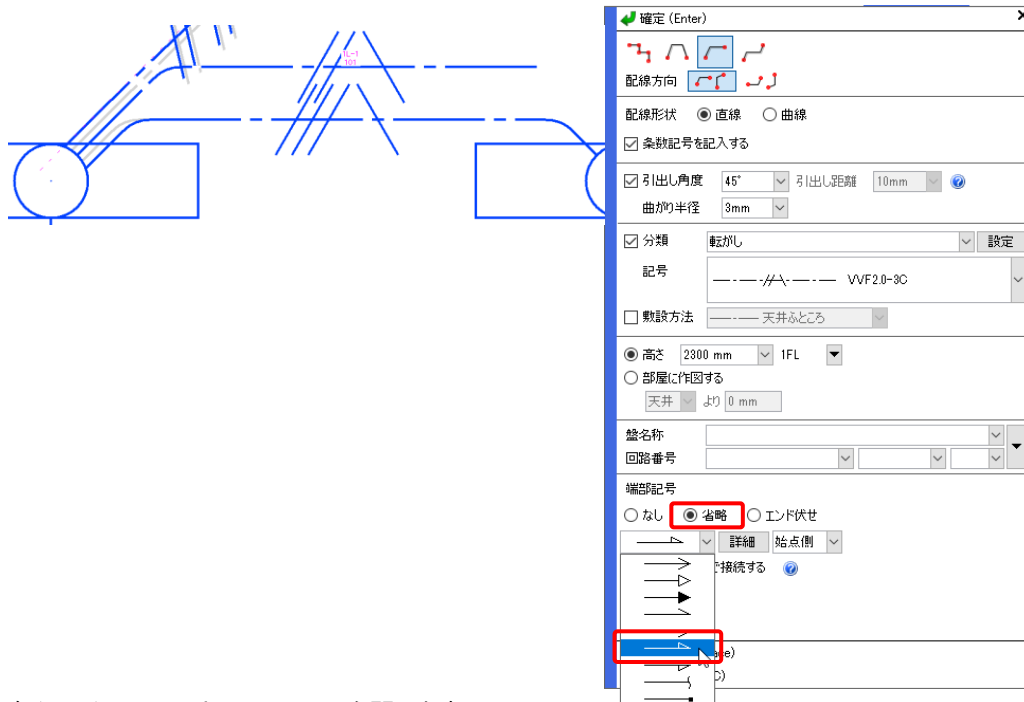 1L-1
101
確定 (Enter)
配線方向
配線形状 直線 曲線
条数記号を記入する
引出し角度 45° 引出し距離 10mm
曲がり半径 3mm
分類 転がし 設定
記号 VVF2.0-3C
敷設方法 天井ふところ
高さ 2300 mm 1FL
部屋に作図する
天井 より 0 mm
盤名称
回路番号
端部記号
なし 省略 エンド伏せ
詳細 始点側
で接続する
ace)
C)